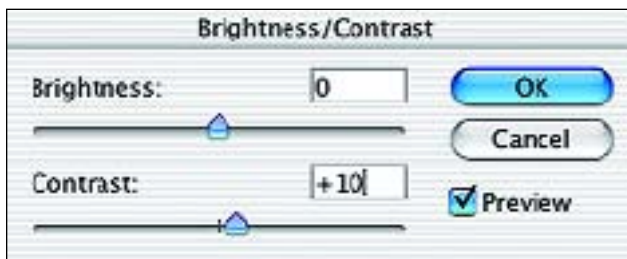 Brightness/Contrast
Brightness: 0
OK
Cancel
Contrast: +10
Preview